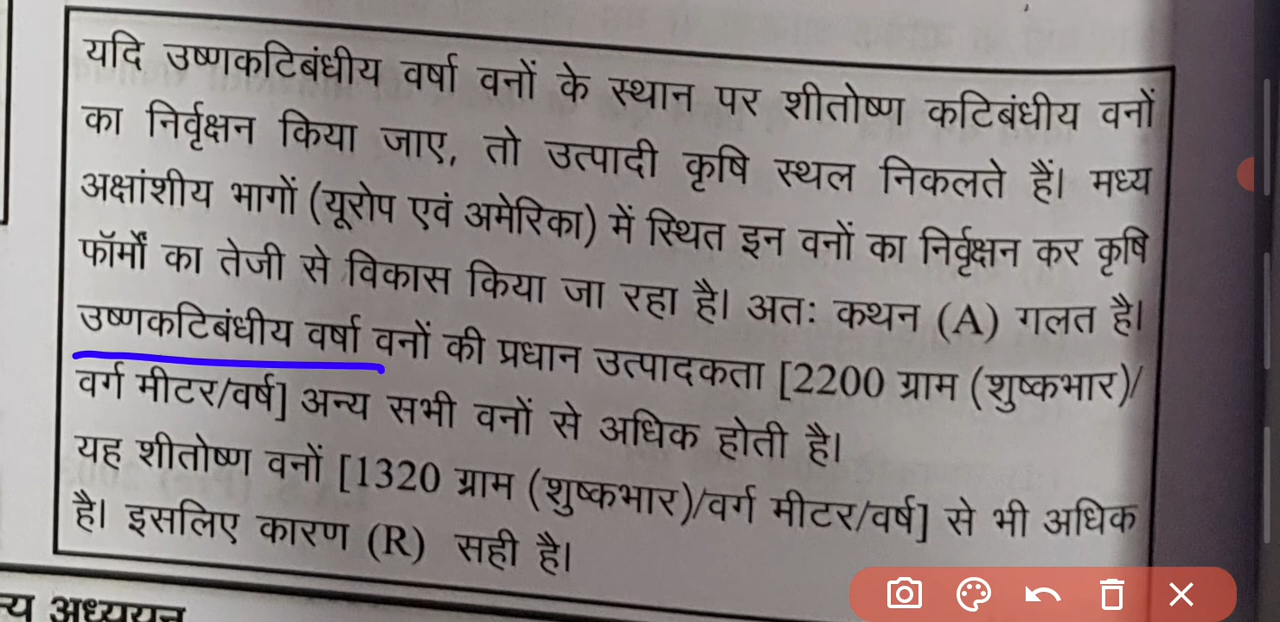 यदि उष्णकटिबंधीय वर्षा वनों के स्थान पर शीतोष्ण कटिबंधीय वनों
का निर्वृक्षन किया जाए, तो उत्पादी कृषि स्थल निकलते हैं। मध्य
अक्षांशीय भागों (यूरोप एवं अमेरिका) में स्थित इन वनों का निर्वृक्षन कर कृषि
फॉर्मों का तेजी से विकास किया जा रहा है। अतः कथन (A) गलत है।
उष्णकटिबंधीय वर्षा वनों की प्रधान उत्पादकता [2200 ग्राम (शुष्कभार)/
वर्ग मीटर/वर्ष] अन्य सभी वनों से अधिक होती है।
यह शीतोष्ण वनों [1320 ग्राम (शुष्कभार)/वर्ग मीटर/वर्ष] से भी अधिक
है। इसलिए कारण (R) सही है।
अध्ययन